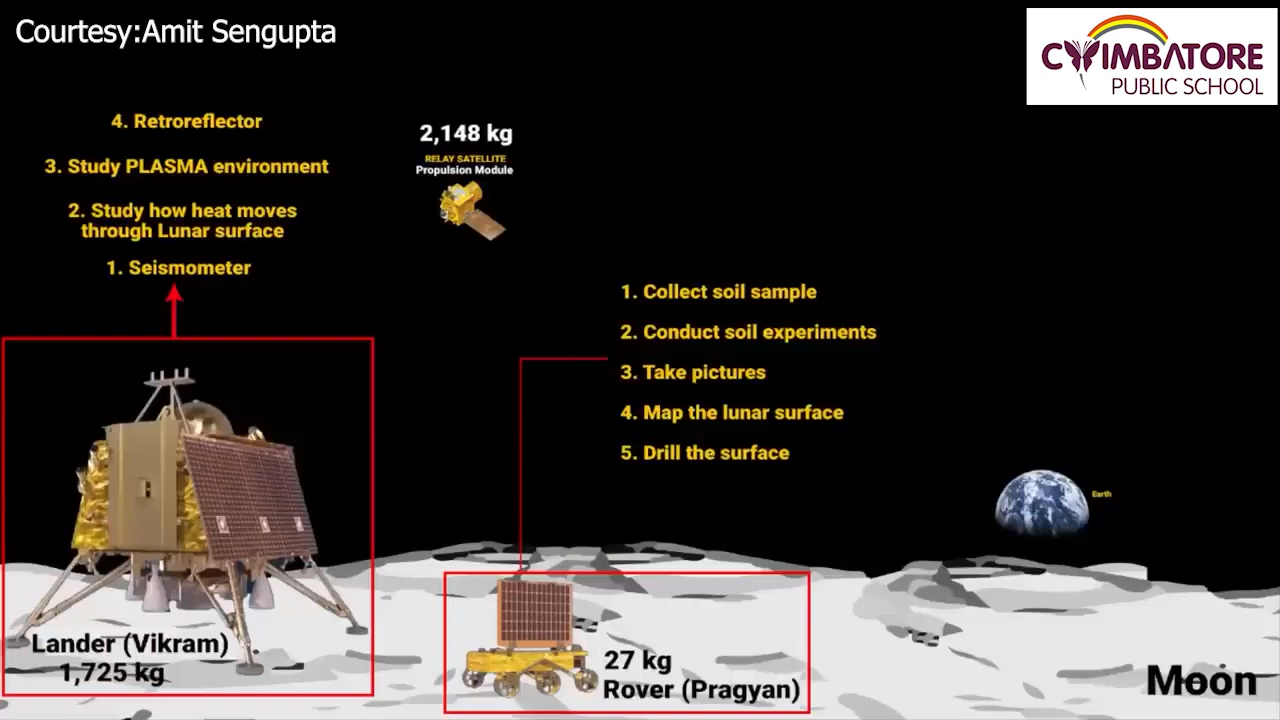 Courtesy:Amit Sengupta
COIMBATORE
PUBLIC SCHOOL
4. Retroreflector
3. Study PLASMA environment
2. Study how heat moves
through Lunar surface
1. Seismometer
2,148 kg
RELAY SATELLITE
Propulsion Module
1. Collect soil sample
2. Conduct soil experiments
3. Take pictures
4. Map the lunar surface
5. Drill the surface
Earth
Lander (Vikram)
1,725 kg
27 kg
Rover (Pragyan)
Moon